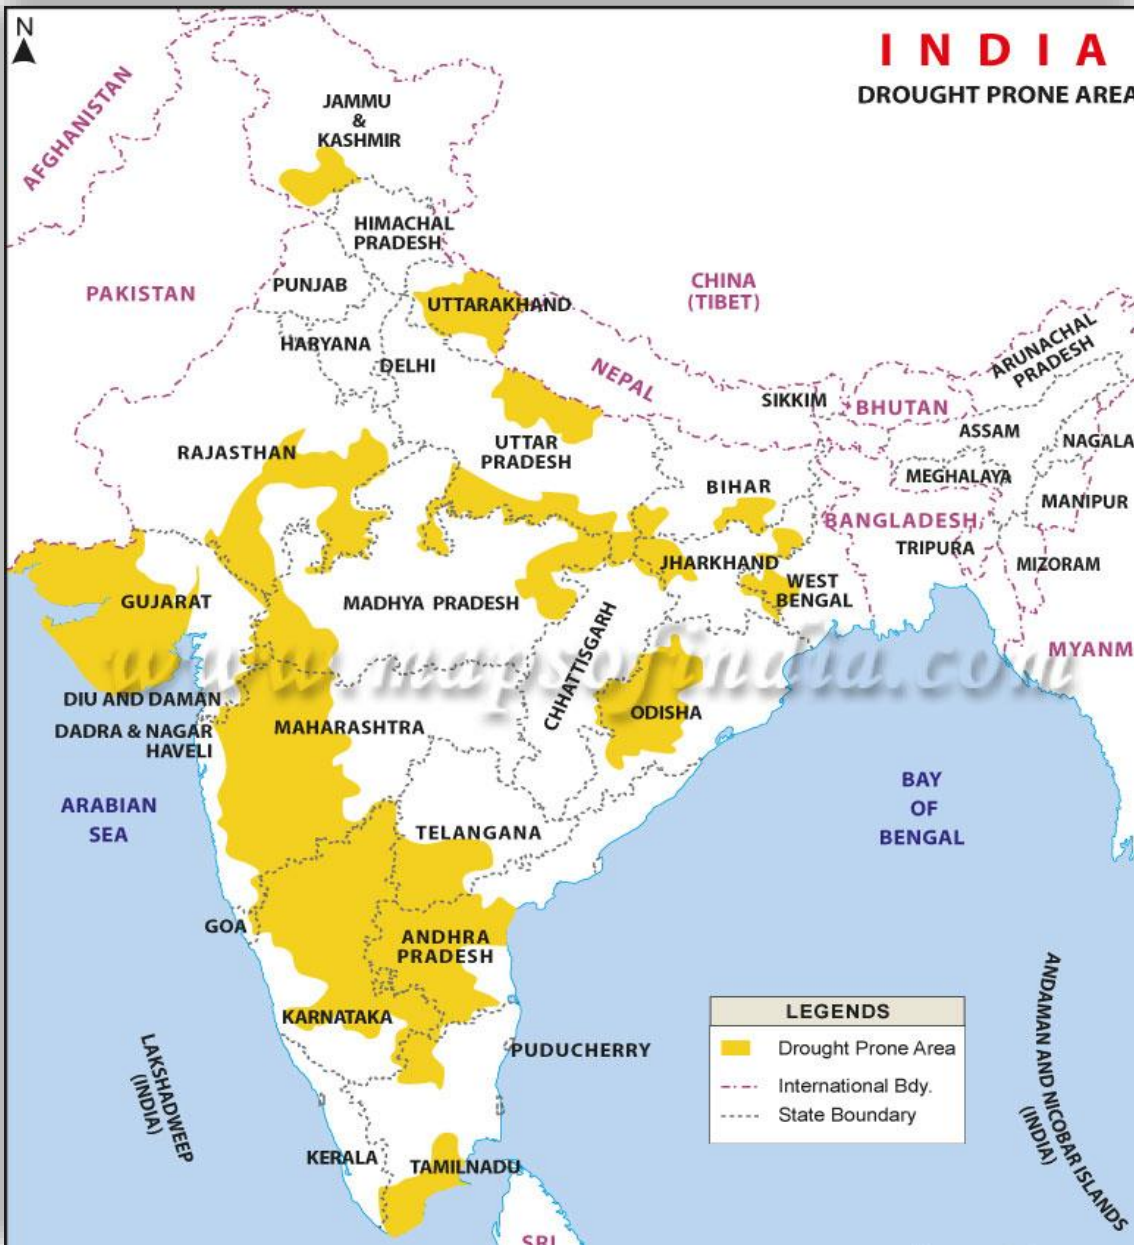 N
INDIA
DROUGHT PRONE AREA
AFGHANISTAN
JAMMU
&
KASHMIR
HIMACHAL
PRADESH
PAKISTAN
PUNJAB
CHINA
(TIBET)
UTTARAKHAND
HARYANA
DELHI
NEPAL
ARUNACHAL
PRADESH
SIKKIM
BHUTAN
RAJASTHAN
UTTAR
PRADESH
ASSAM
NAGALA
BIHAR
MEGHALAYA
MANIPUR
BANGLADESH
TRIPURA
JHARKHAND
MIZORAM
GUJARAT
MADHYA PRADESH
WEST
BENGAL
CHHATTISGARH
www.mapsofindia.com
MYANM
DIU AND DAMAN
DADRA & NAGAR
HAVELI
MAHARASHTRA
ODISHA
ARABIAN
SEA
BAY
OF
BENGAL
TELANGANA
GOA
ANDHRA
PRADESH
KARNATAKA
LAKSHADWEEP
(INDIA)
PUDUCHERRY
LEGENDS
Drought Prone Area
International Bdy.
State Boundary
ANDAMAN AND NICOBAR ISLANDS
(INDIA)
KERALA
TAMILNADU
SRI